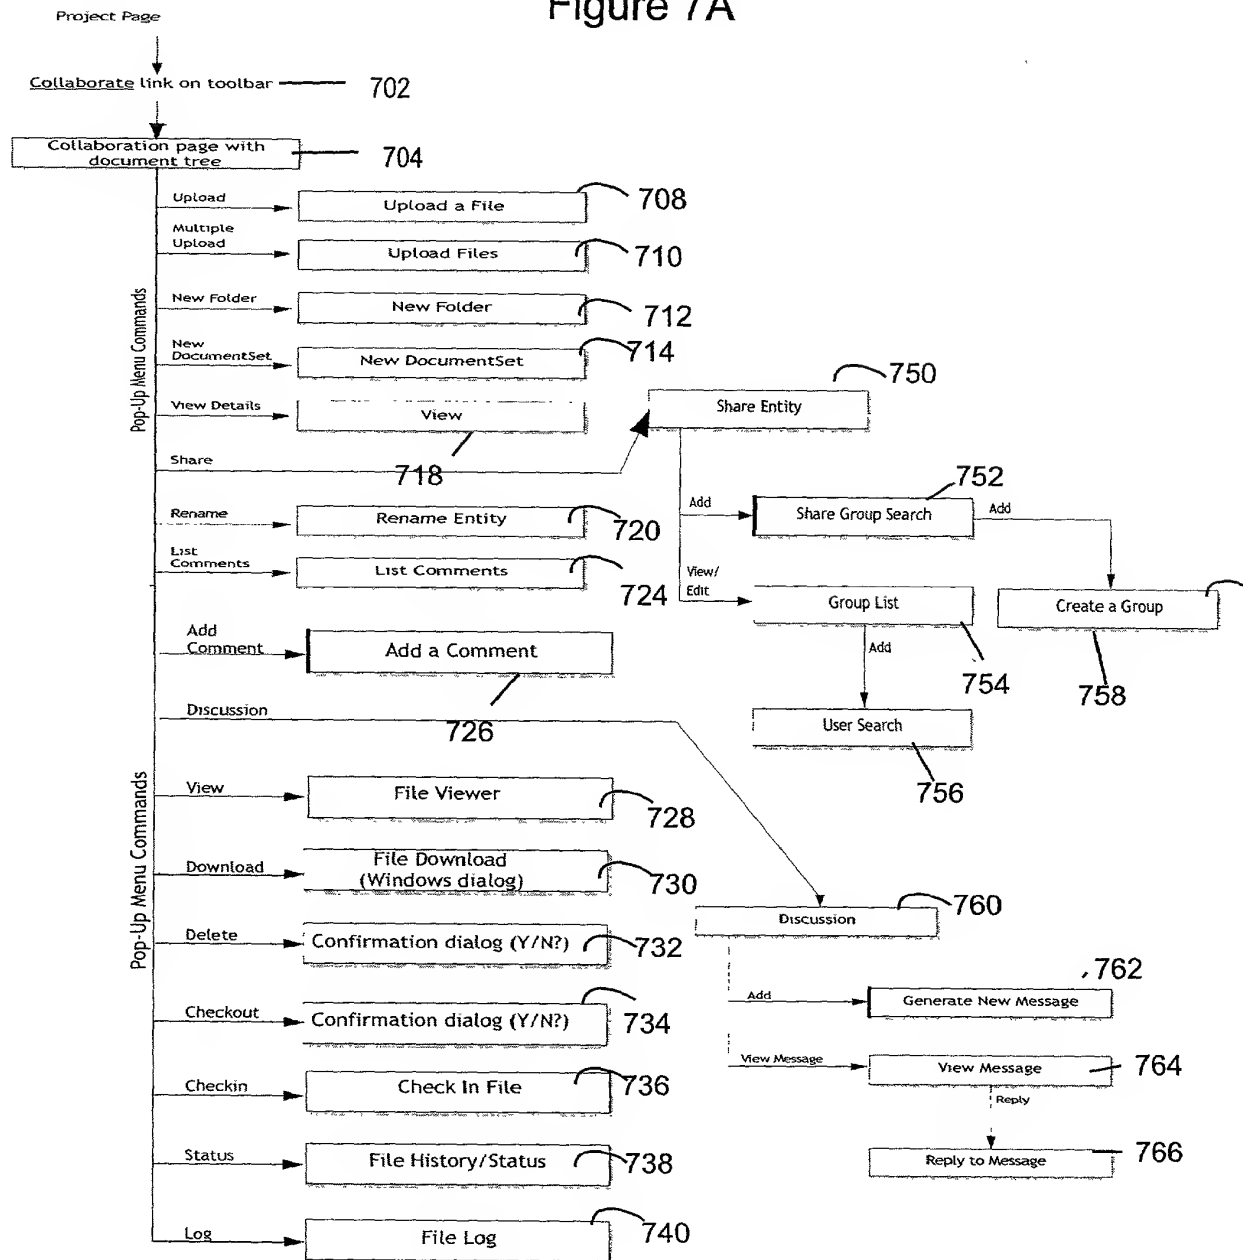 Figure 7A
Project Page
Collaborate link on toolbar
702
Collaboration page with
document tree
704
Pop-Up Menu Commands
Upload
Upload a File
708
Multiple
Upload
Upload Files
710
New Folder
New Folder
712
New
DocumentSet
New DocumentSet
714
View Details
View
718
Share
Share Entity
750
Add
Share Group Search
752
Add
Create a Group
758
View/
Edit
Group List
754
Add
User Search
756
Rename
Rename Entity
720
List
Comments
List Comments
724
Add
Comment
Add a Comment
726
Discussion
Discussion
760
Add
Generate New Message
762
View Message
View Message
764
Reply
Reply to Message
766
Pop-Up Menu Commands
View
File Viewer
728
Download
File Download
(Windows dialog)
730
Delete
Confirmation dialog (Y/N?)
732
Checkout
Confirmation dialog (Y/N?)
734
Checkin
Check In File
736
Status
File History/Status
738
Log
File Log
740